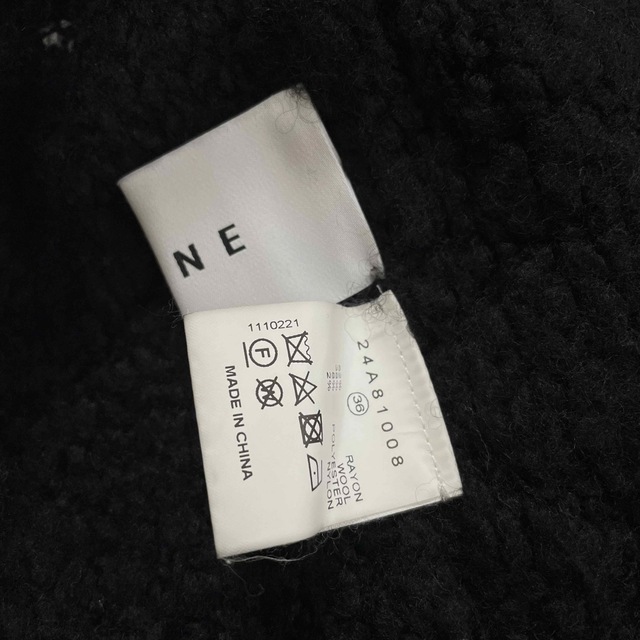 N E
1110221
F
24A81008
36
RAYON
WOOL
POLYESTER
NYLON
MADE IN CHINA